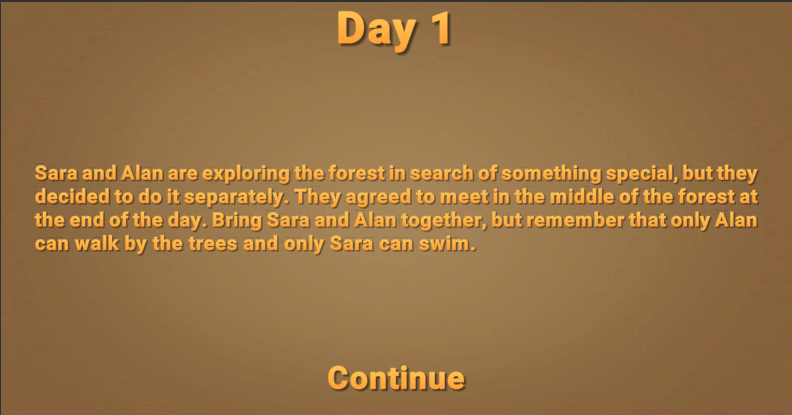 Day 1
Sara and Alan are exploring the forest in search of something special, but they
decided to do it separately. They agreed to meet in the middle of the forest at
the end of the day. Bring Sara and Alan together, but remember that only Alan
can walk by the trees and only Sara can swim.
Continue